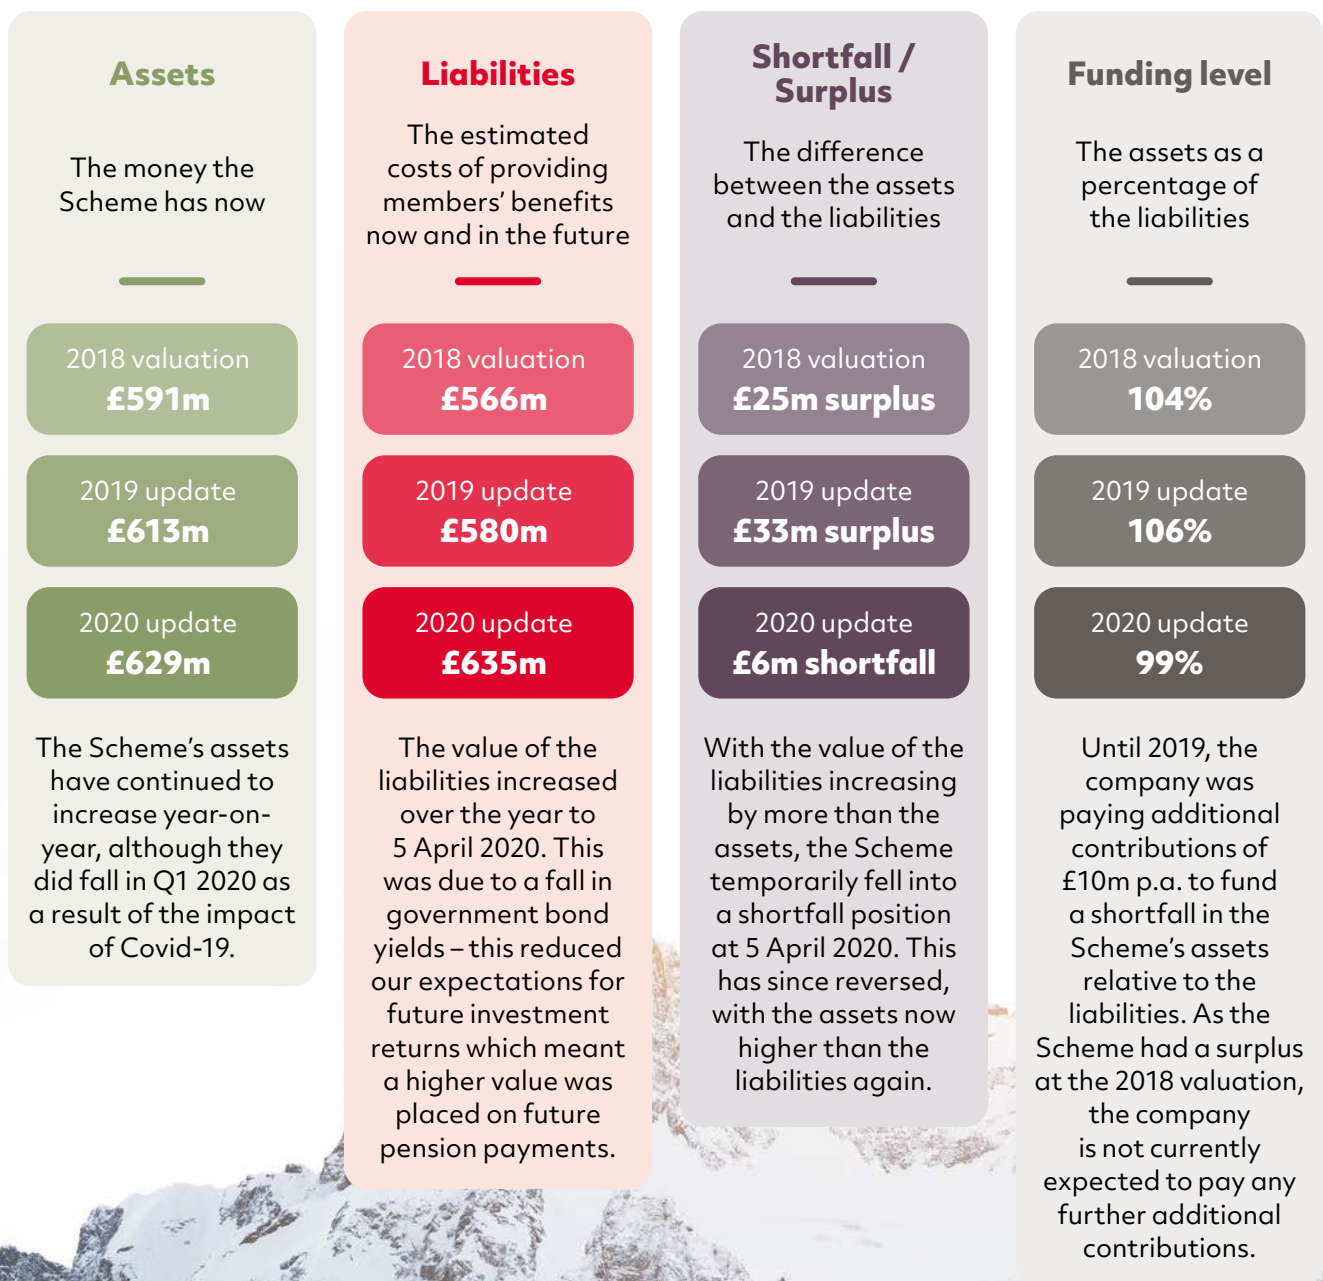 Assets
The money the
Scheme has now
2018 valuation
£591m
2019 update
£613m
2020 update
£629m
The Scheme's assets
have continued to
increase year-on-
year, although they
did fall in Q1 2020 as
a result of the impact
of Covid-19.
Liabilities
The estimated
costs of providing
members' benefits
now and in the future
2018 valuation
£566m
2019 update
£580m
2020 update
£635m
The value of the
liabilities increased
over the year to
5 April 2020. This
was due to a fall in
government bond
yields – this reduced
our expectations for
future investment
returns which meant
a higher value was
placed on future
pension payments.
Shortfall /
Surplus
The difference
between the assets
and the liabilities
2018 valuation
£25m surplus
2019 update
£33m surplus
2020 update
£6m shortfall
With the value of the
liabilities increasing
by more than the
assets, the Scheme
temporarily fell into
a shortfall position
at 5 April 2020. This
has since reversed,
with the assets now
higher than the
liabilities again.
Funding level
The assets as a
percentage of
the liabilities
2018 valuation
104%
2019 update
106%
2020 update
99%
Until 2019, the
company was
paying additional
contributions of
£10m p.a. to fund
a shortfall in the
Scheme's assets
relative to the
liabilities. As the
Scheme had a surplus
at the 2018 valuation,
the company
is not currently
expected to pay any
further additional
contributions.